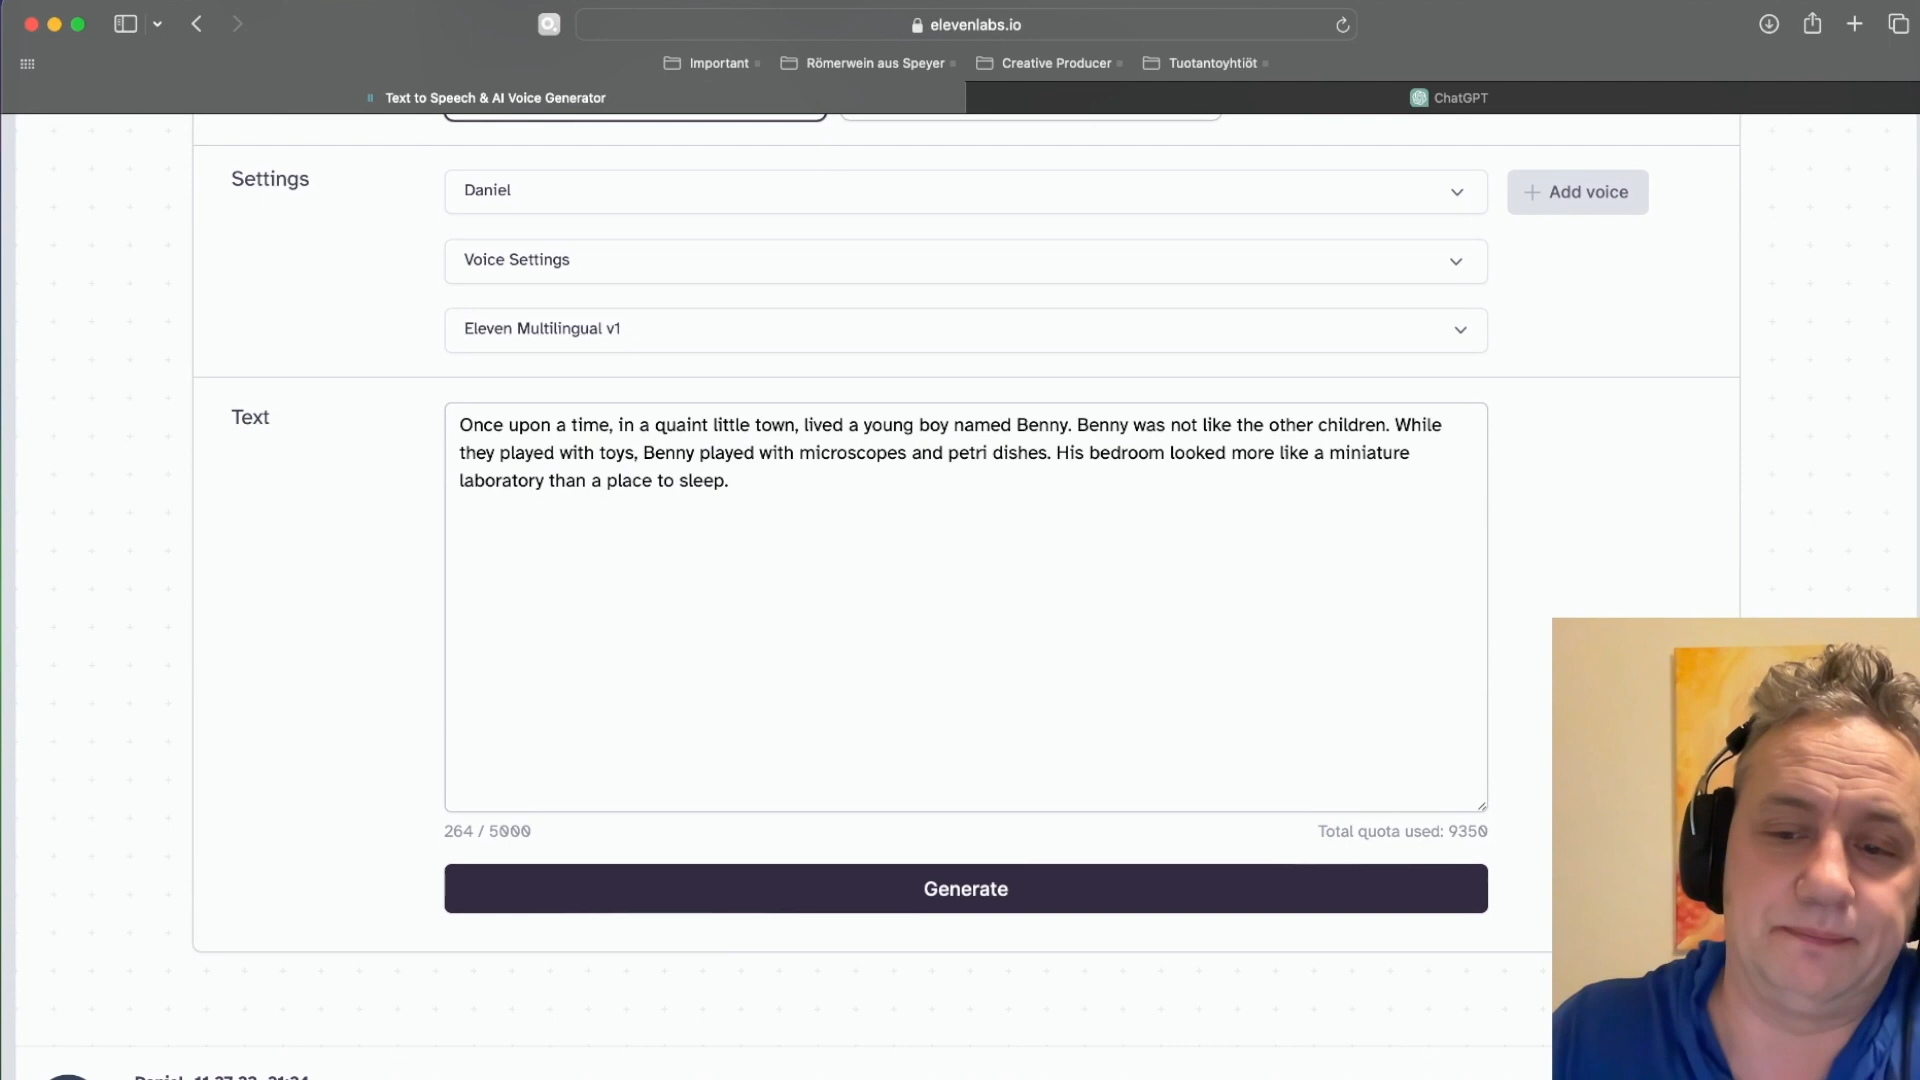 elevenlabs.io
Important
Römerwein aus Speyer
Creative Producer
Tuotantoyhtiöt
Text to Speech & AI Voice Generator
ChatGPT
Settings
Daniel
Add voice
Voice Settings
Eleven Multilingual v1
Text
Once upon a time, in a quaint little town, lived a young boy named Benny. Benny was not like the other children. While
they played with toys, Benny played with microscopes and petri dishes. His bedroom looked more like a miniature
laboratory than a place to sleep.
264 / 5000
Total quota used: 9350
Generate